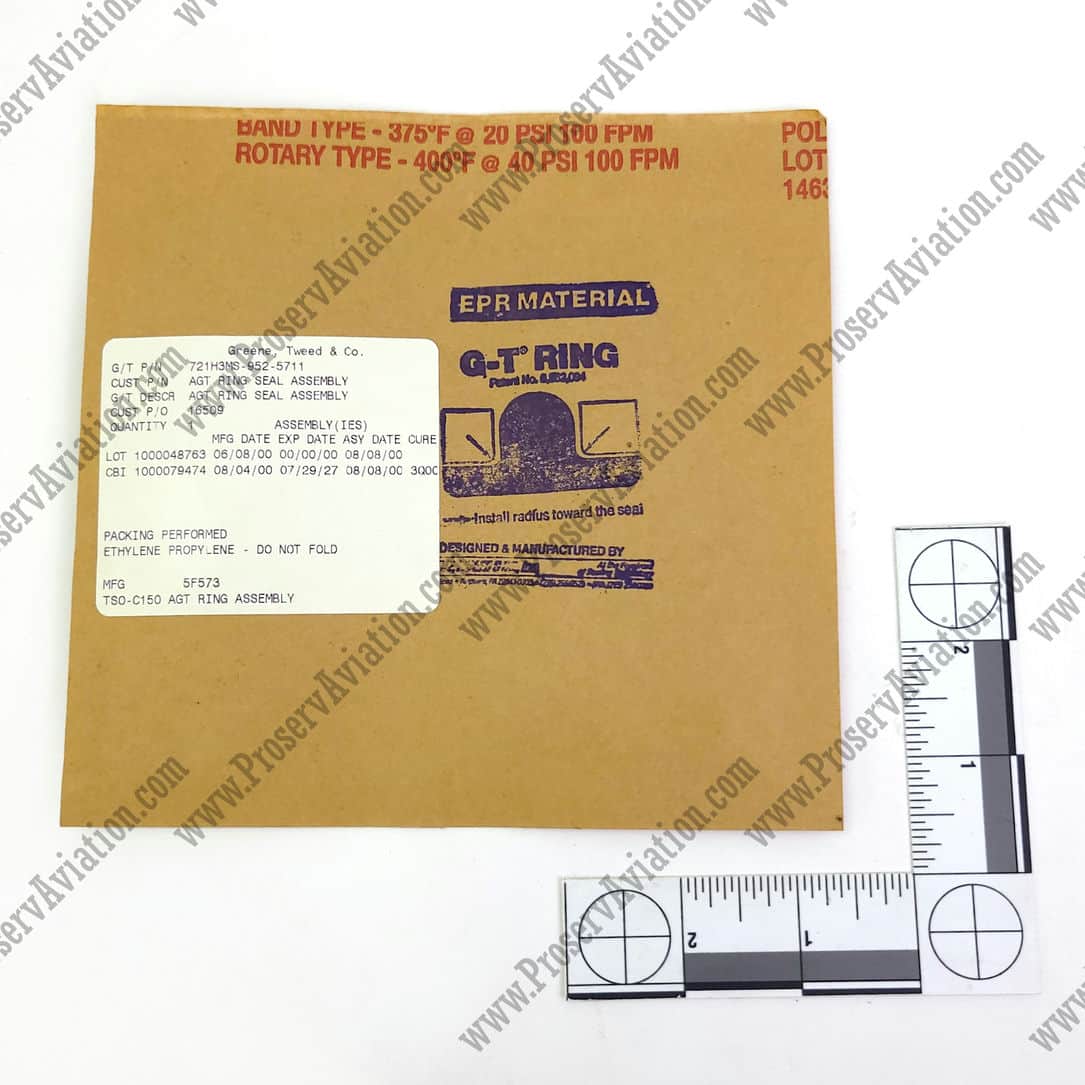 BAND TYPE - 375°F @ 20 PSI 100 FPM
ROTARY TYPE - 400°F @ 40 PSI 100 FPM
POL
LOT
1463
EPR MATERIAL
G-T® RING
Patent No.
Install radius toward the seal
DESIGNED & MANUFACTURED BY
Greene, Tweed & Co.
G/T P/N 721H3MS-952-5711
CUST P/N AGT RING SEAL ASSEMBLY
G/T DESCR AGT RING SEAL ASSEMBLY
CUST P/O 16509
QUANTITY 1 ASSEMBLY(IES)
MFG DATE EXP DATE ASY DATE CURE
LOT 1000048763 06/08/00 00/00/00 08/08/00
CBI 1000079474 08/04/00 07/29/27 08/08/00 3Q00
PACKING PERFORMED
ETHYLENE PROPYLENE - DO NOT FOLD
MFG 5F573
TSO-C150 AGT RING ASSEMBLY
2
1
2
1
www.ProservAviation.com